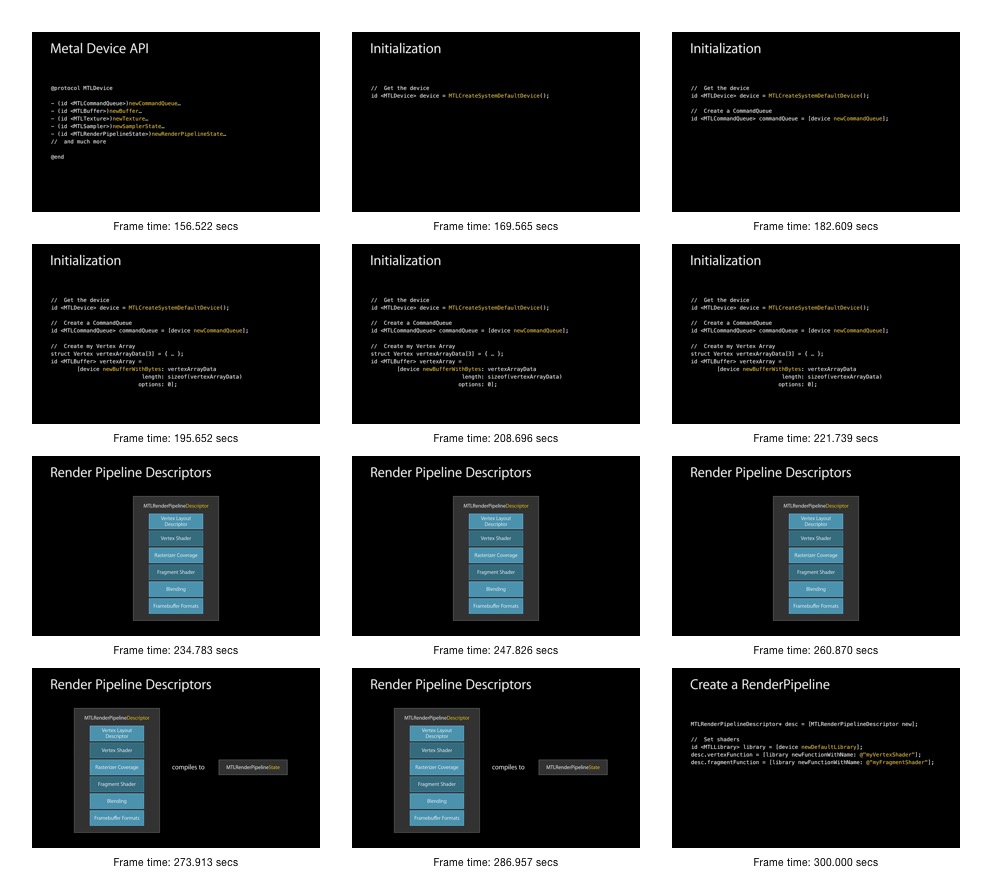 Metal Device API
@protocol MTLDevice
– (id <MTLCommandQueue>)newCommandQueue…
– (id <MTLBuffer>)newBuffer…
– (id <MTLTexture>)newTexture…
– (id <MTLSampler>)newSamplerState…
– (id <MTLRenderPipelineState>)newRenderPipelineState…
// and much more
@end
Frame time: 156.522 secs
Initialization
// Get the device
id <MTLDevice> device = MTLCreateSystemDefaultDevice();
Frame time: 169.565 secs
Initialization
// Get the device
id <MTLDevice> device = MTLCreateSystemDefaultDevice();
// Create a CommandQueue
id <MTLCommandQueue> commandQueue = [device newCommandQueue];
Frame time: 182.609 secs
Initialization
// Get the device
id <MTLDevice> device = MTLCreateSystemDefaultDevice();
// Create a CommandQueue
id <MTLCommandQueue> commandQueue = [device newCommandQueue];
// Create my Vertex Array
struct Vertex vertexArrayData[3] = { … };
id <MTLBuffer> vertexArray =
[device newBufferWithBytes: vertexArrayData
length: sizeof(vertexArrayData)
options: 0];
Frame time: 195.652 secs
Initialization
// Get the device
id <MTLDevice> device = MTLCreateSystemDefaultDevice();
// Create a CommandQueue
id <MTLCommandQueue> commandQueue = [device newCommandQueue];
// Create my Vertex Array
struct Vertex vertexArrayData[3] = { … };
id <MTLBuffer> vertexArray =
[device newBufferWithBytes: vertexArrayData
length: sizeof(vertexArrayData)
options: 0];
Frame time: 208.696 secs
Initialization
// Get the device
id <MTLDevice> device = MTLCreateSystemDefaultDevice();
// Create a CommandQueue
id <MTLCommandQueue> commandQueue = [device newCommandQueue];
// Create my Vertex Array
struct Vertex vertexArrayData[3] = { … };
id <MTLBuffer> vertexArray =
[device newBufferWithBytes: vertexArrayData
length: sizeof(vertexArrayData)
options: 0];
Frame time: 221.739 secs
Render Pipeline Descriptors
MTLRenderPipelineDescriptor
Vertex Layout
Descriptor
Vertex Shader
Rasterizer Coverage
Fragment Shader
Blending
Framebuffer Formats
Frame time: 234.783 secs
Render Pipeline Descriptors
MTLRenderPipelineDescriptor
Vertex Layout
Descriptor
Vertex Shader
Rasterizer Coverage
Fragment Shader
Blending
Framebuffer Formats
Frame time: 247.826 secs
Render Pipeline Descriptors
MTLRenderPipelineDescriptor
Vertex Layout
Descriptor
Vertex Shader
Rasterizer Coverage
Fragment Shader
Blending
Framebuffer Formats
Frame time: 260.870 secs
Render Pipeline Descriptors
MTLRenderPipelineDescriptor
Vertex Layout
Descriptor
Vertex Shader
Rasterizer Coverage
Fragment Shader
Blending
Framebuffer Formats
compiles to
MTLRenderPipelineState
Frame time: 273.913 secs
Render Pipeline Descriptors
MTLRenderPipelineDescriptor
Vertex Layout
Descriptor
Vertex Shader
Rasterizer Coverage
Fragment Shader
Blending
Framebuffer Formats
compiles to
MTLRenderPipelineState
Frame time: 286.957 secs
Create a RenderPipeline
MTLRenderPipelineDescriptor* desc = [MTLRenderPipelineDescriptor new];
// Set shaders
id <MTLLibrary> library = [device newDefaultLibrary];
desc.vertexFunction = [library newFunctionWithName: @"myVertexShader"];
desc.fragmentFunction = [library newFunctionWithName: @"myFragmentShader"];
Frame time: 300.000 secs